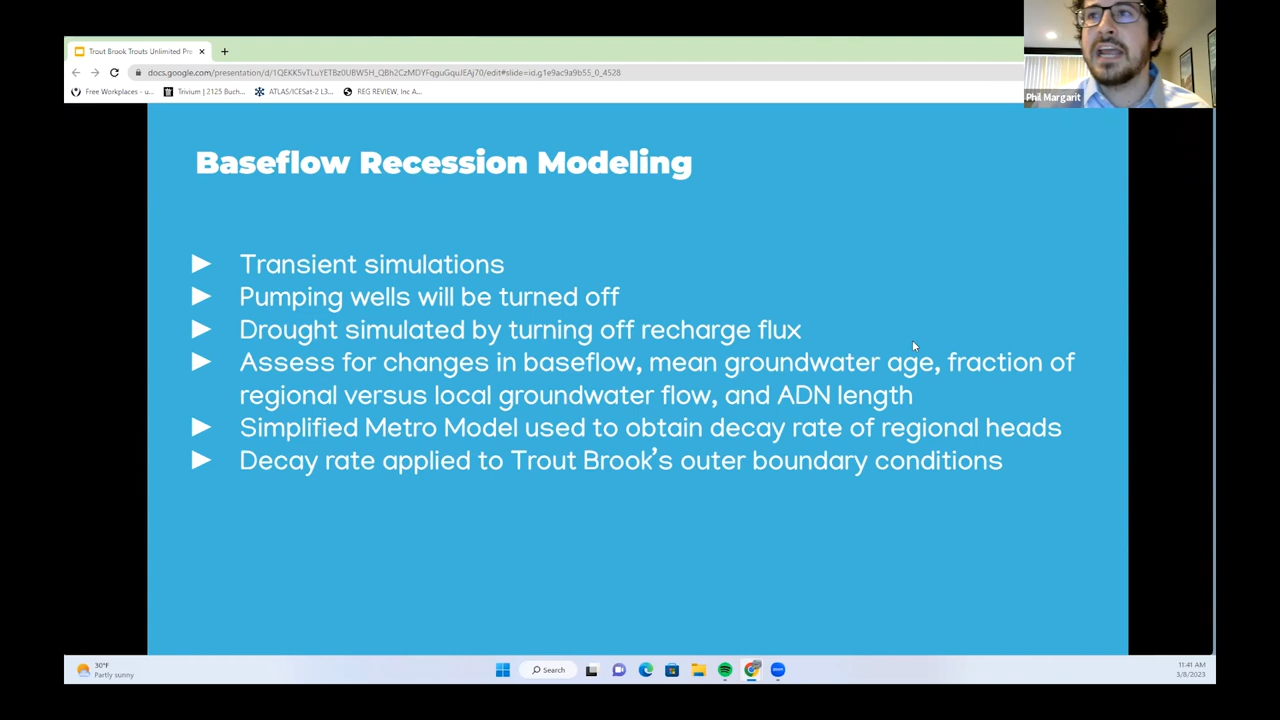 Trout Brook Trouts Unlimited Pre
docs.google.com/presentation/d/1QEKK5vTLuYETBz0UBW5H_QBh2CzMDYFqguGquJEAj70/edit#slide=id.g1e9ac9a9b55_0_4528
Free Workplaces - u... Trivium | 2125 Buch... ATLAS/ICESat-2 L3... REG REVIEW, Inc A...
Phil Margarit
Baseflow Recession Modeling
► Transient simulations
► Pumping wells will be turned off
► Drought simulated by turning off recharge flux
► Assess for changes in baseflow, mean groundwater age, fraction of
regional versus local groundwater flow, and ADN length
► Simplified Metro Model used to obtain decay rate of regional heads
► Decay rate applied to Trout Brook's outer boundary conditions
30°F
Partly sunny
Search
zoom
11:41 AM
3/8/2023